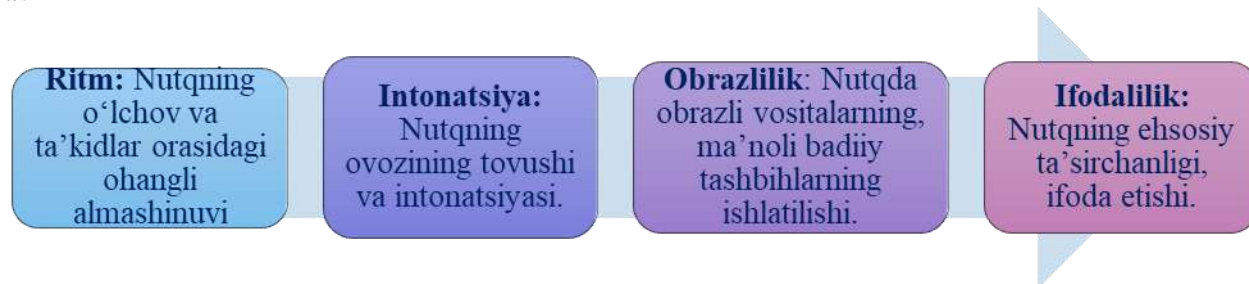 Ritm: Nutqning
o‘lchov va
ta’kidlar orasidagi
ohangli
almashinuvi
Intonatsiya:
Nutqning
ovozining tovushi
va intonatsiyasi.
Obrazlilik: Nutqda
obrazli vositalarning,
ma’noli badiiy
tashbihlarning
ishlatilishi.
Ifodalilik:
Nutqning ehsosiy
ta’sirchanligi,
ifoda etishi.